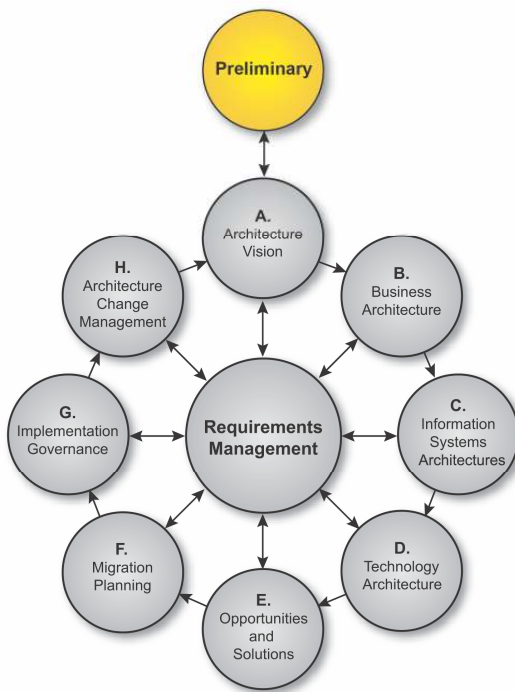 Preliminary
A.
Architecture
Vision
B.
Business
Architecture
C.
Information
Systems
Architectures
D.
Technology
Architecture
E.
Opportunities
and
Solutions
F.
Migration
Planning
G.
Implementation
Governance
H.
Architecture
Change
Management
Requirements
Management